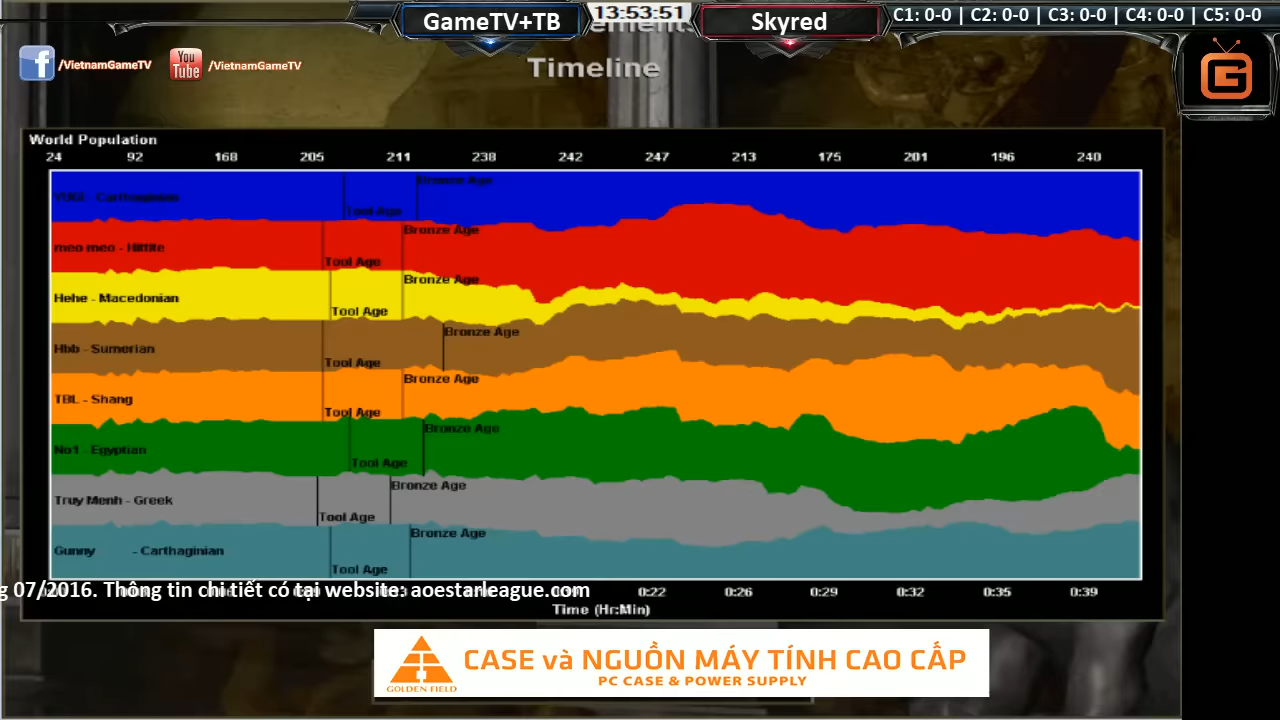 GameTV+TB
13:53:51
Skyred
C1: 0-0 | C2: 0-0 | C3: 0-0 | C4: 0-0 | C5: 0-0
/VietnamGameTV
You Tube
/VietnamGameTV
Timeline
World Population
24 92 168 205 211 238 242 247 213 175 201 196 240
Carthaginian
Tool Age
Bronze Age
meo meo - Hittite
Tool Age
Bronze Age
Hehe - Macedonian
Tool Age
Bronze Age
Hbb - Sumerian
Tool Age
Bronze Age
TBL - Shang
Tool Age
Bronze Age
No1 - Egyptian
Tool Age
Bronze Age
Truy Menh - Greek
Tool Age
Bronze Age
Gunny - Carthaginian
Tool Age
Bronze Age
07/2016. Thông tin chi tiết có tại website: aoestarleague.com
0:22 0:26 0:29 0:32 0:35 0:39
Time (Hr:Min)
GOLDEN FIELD
CASE và NGUỒN MÁY TÍNH CAO CẤP
PC CASE & POWER SUPPLY